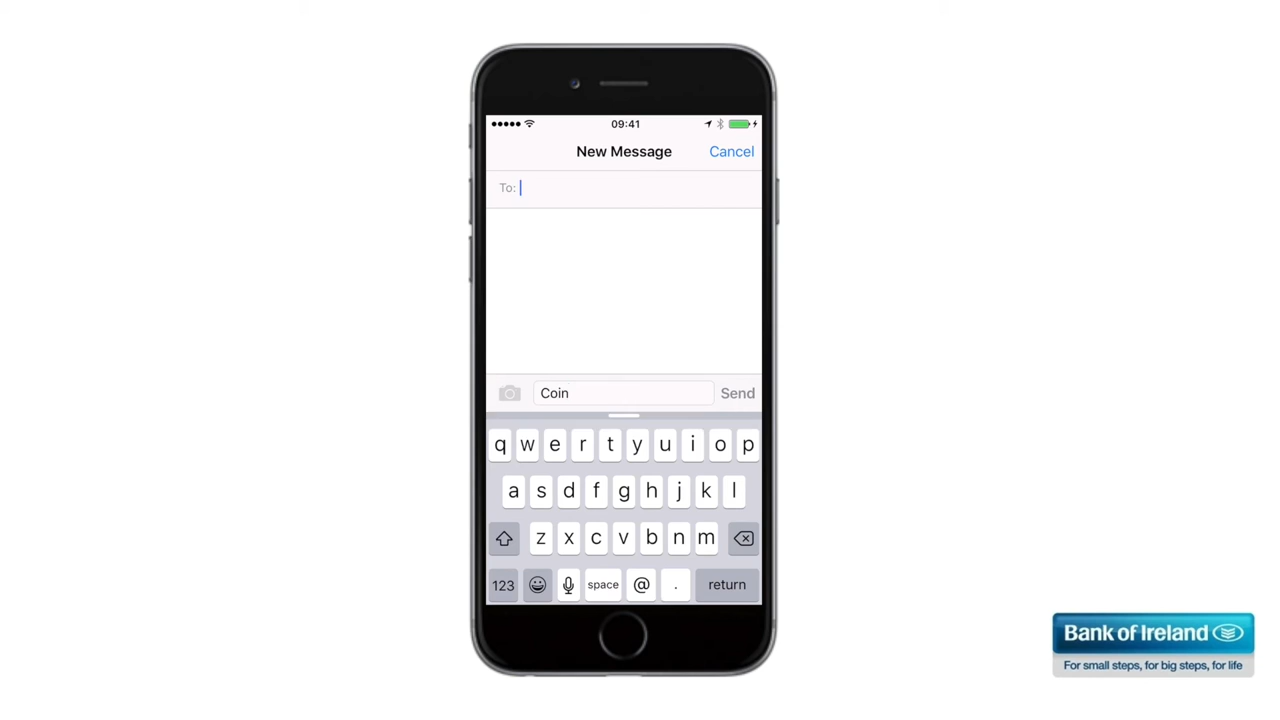 09:41
New Message Cancel
To:
Coin Send
q w e r t y u i o p
a s d f g h j k l
z x c v b n m
123 space @ . return
Bank of Ireland
For small steps, for big steps, for life